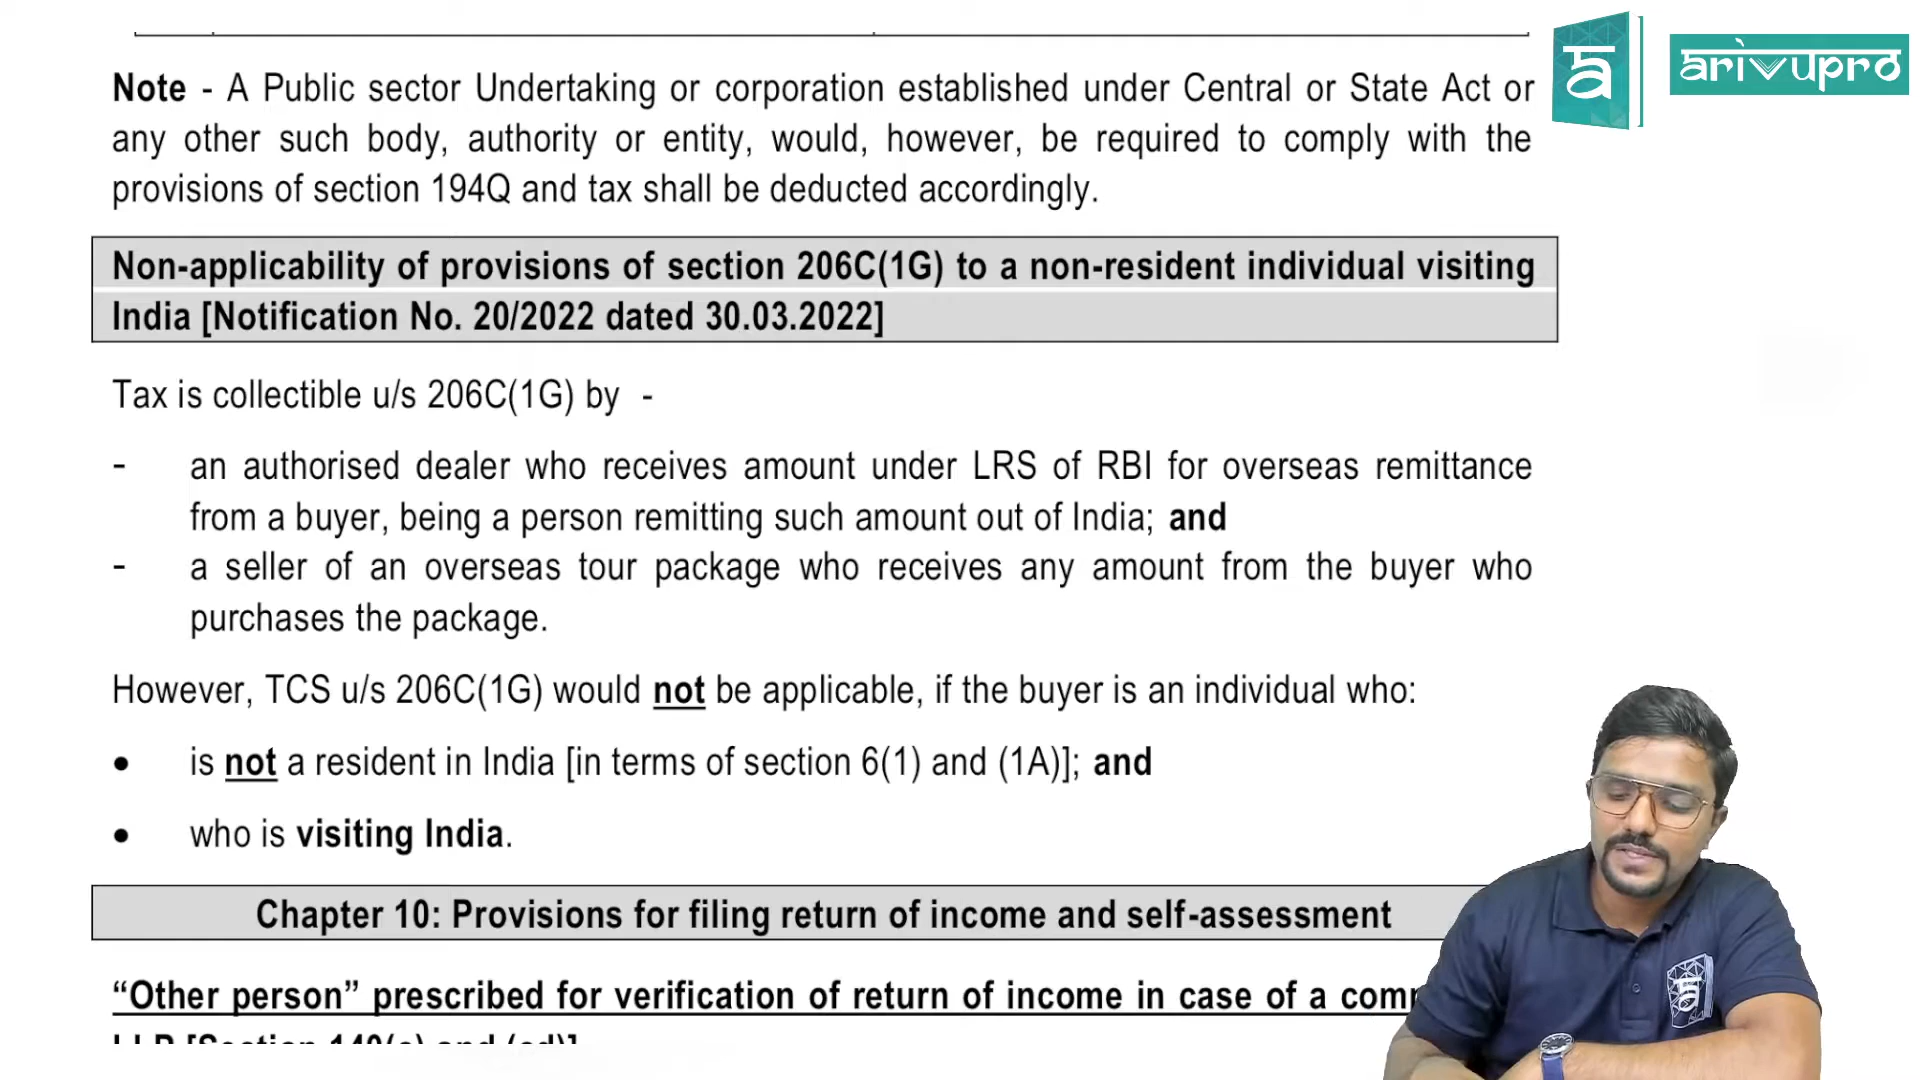 arivupro
Note - A Public sector Undertaking or corporation established under Central or State Act or
any other such body, authority or entity, would, however, be required to comply with the
provisions of section 194Q and tax shall be deducted accordingly.
Non-applicability of provisions of section 206C(1G) to a non-resident individual visiting
India [Notification No. 20/2022 dated 30.03.2022]
Tax is collectible u/s 206C(1G) by -
- an authorised dealer who receives amount under LRS of RBI for overseas remittance
from a buyer, being a person remitting such amount out of India; and
- a seller of an overseas tour package who receives any amount from the buyer who
purchases the package.
However, TCS u/s 206C(1G) would not be applicable, if the buyer is an individual who:
• is not a resident in India [in terms of section 6(1) and (1A)]; and
• who is visiting India.
Chapter 10: Provisions for filing return of income and self-assessment
“Other person” prescribed for verification of return of income in case of a